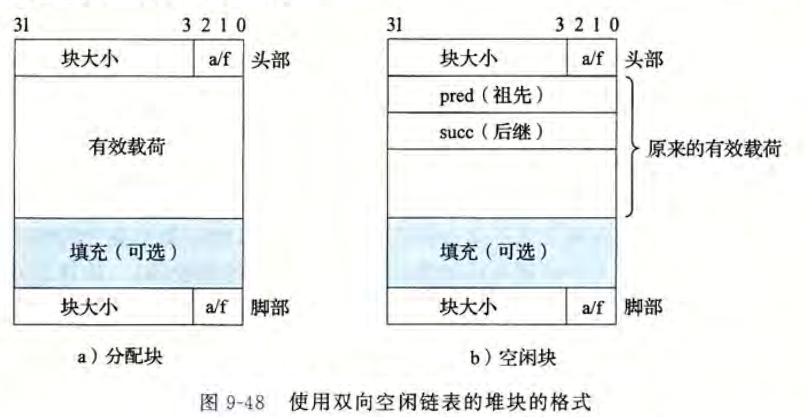 31 3 2 1 0
块大小 a/f 头部
有效载荷
填充（可选）
块大小 a/f 脚部
a）分配块
31 3 2 1 0
块大小 a/f 头部
pred（祖先）
succ（后继）
原来的有效载荷
填充（可选）
块大小 a/f 脚部
b）空闲块
图 9-48 使用双向空闲链表的堆块的格式